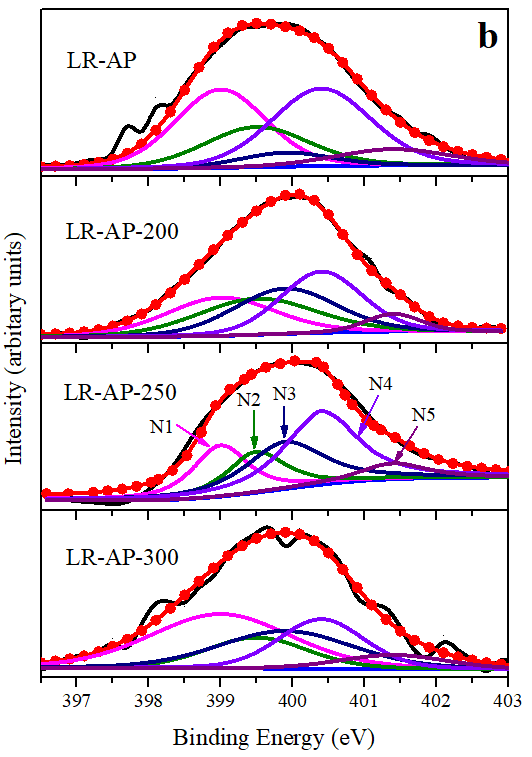 b
LR-AP
LR-AP-200
LR-AP-250
N1
N2
N3
N4
N5
LR-AP-300
Intensity (arbitary units)
397 398 399 400 401 402 403
Binding Energy (eV)